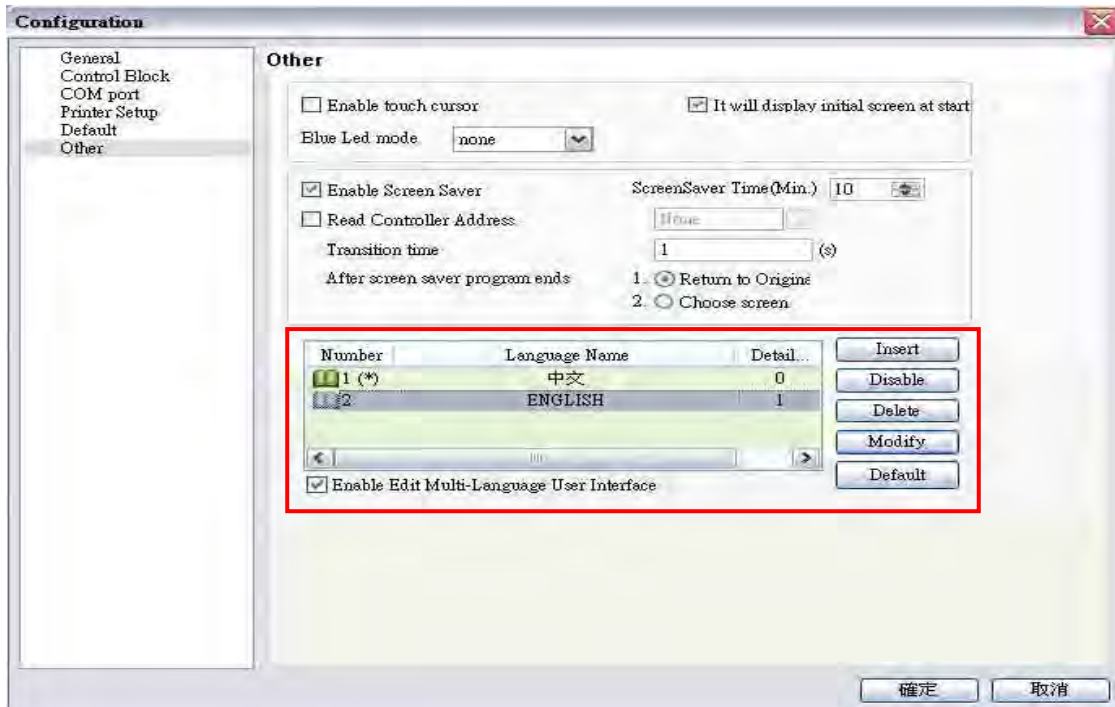 Configuration
General
Control Block
COM port
Printer Setup
Default
Other
Other
Enable touch cursor
It will display initial screen at start
Blue Led mode none
Enable Screen Saver
ScreenSaver Time(Min.) 10
Read Controller Address
None
Transition time 1 (s)
After screen saver program ends 1. Return to Origina
2. Choose screen
Number Language Name Detail...
1 (*) 中文 0
2 ENGLISH 1
Insert
Disable
Delete
Modify
Default
Enable Edit Multi-Language User Interface
確定 取消